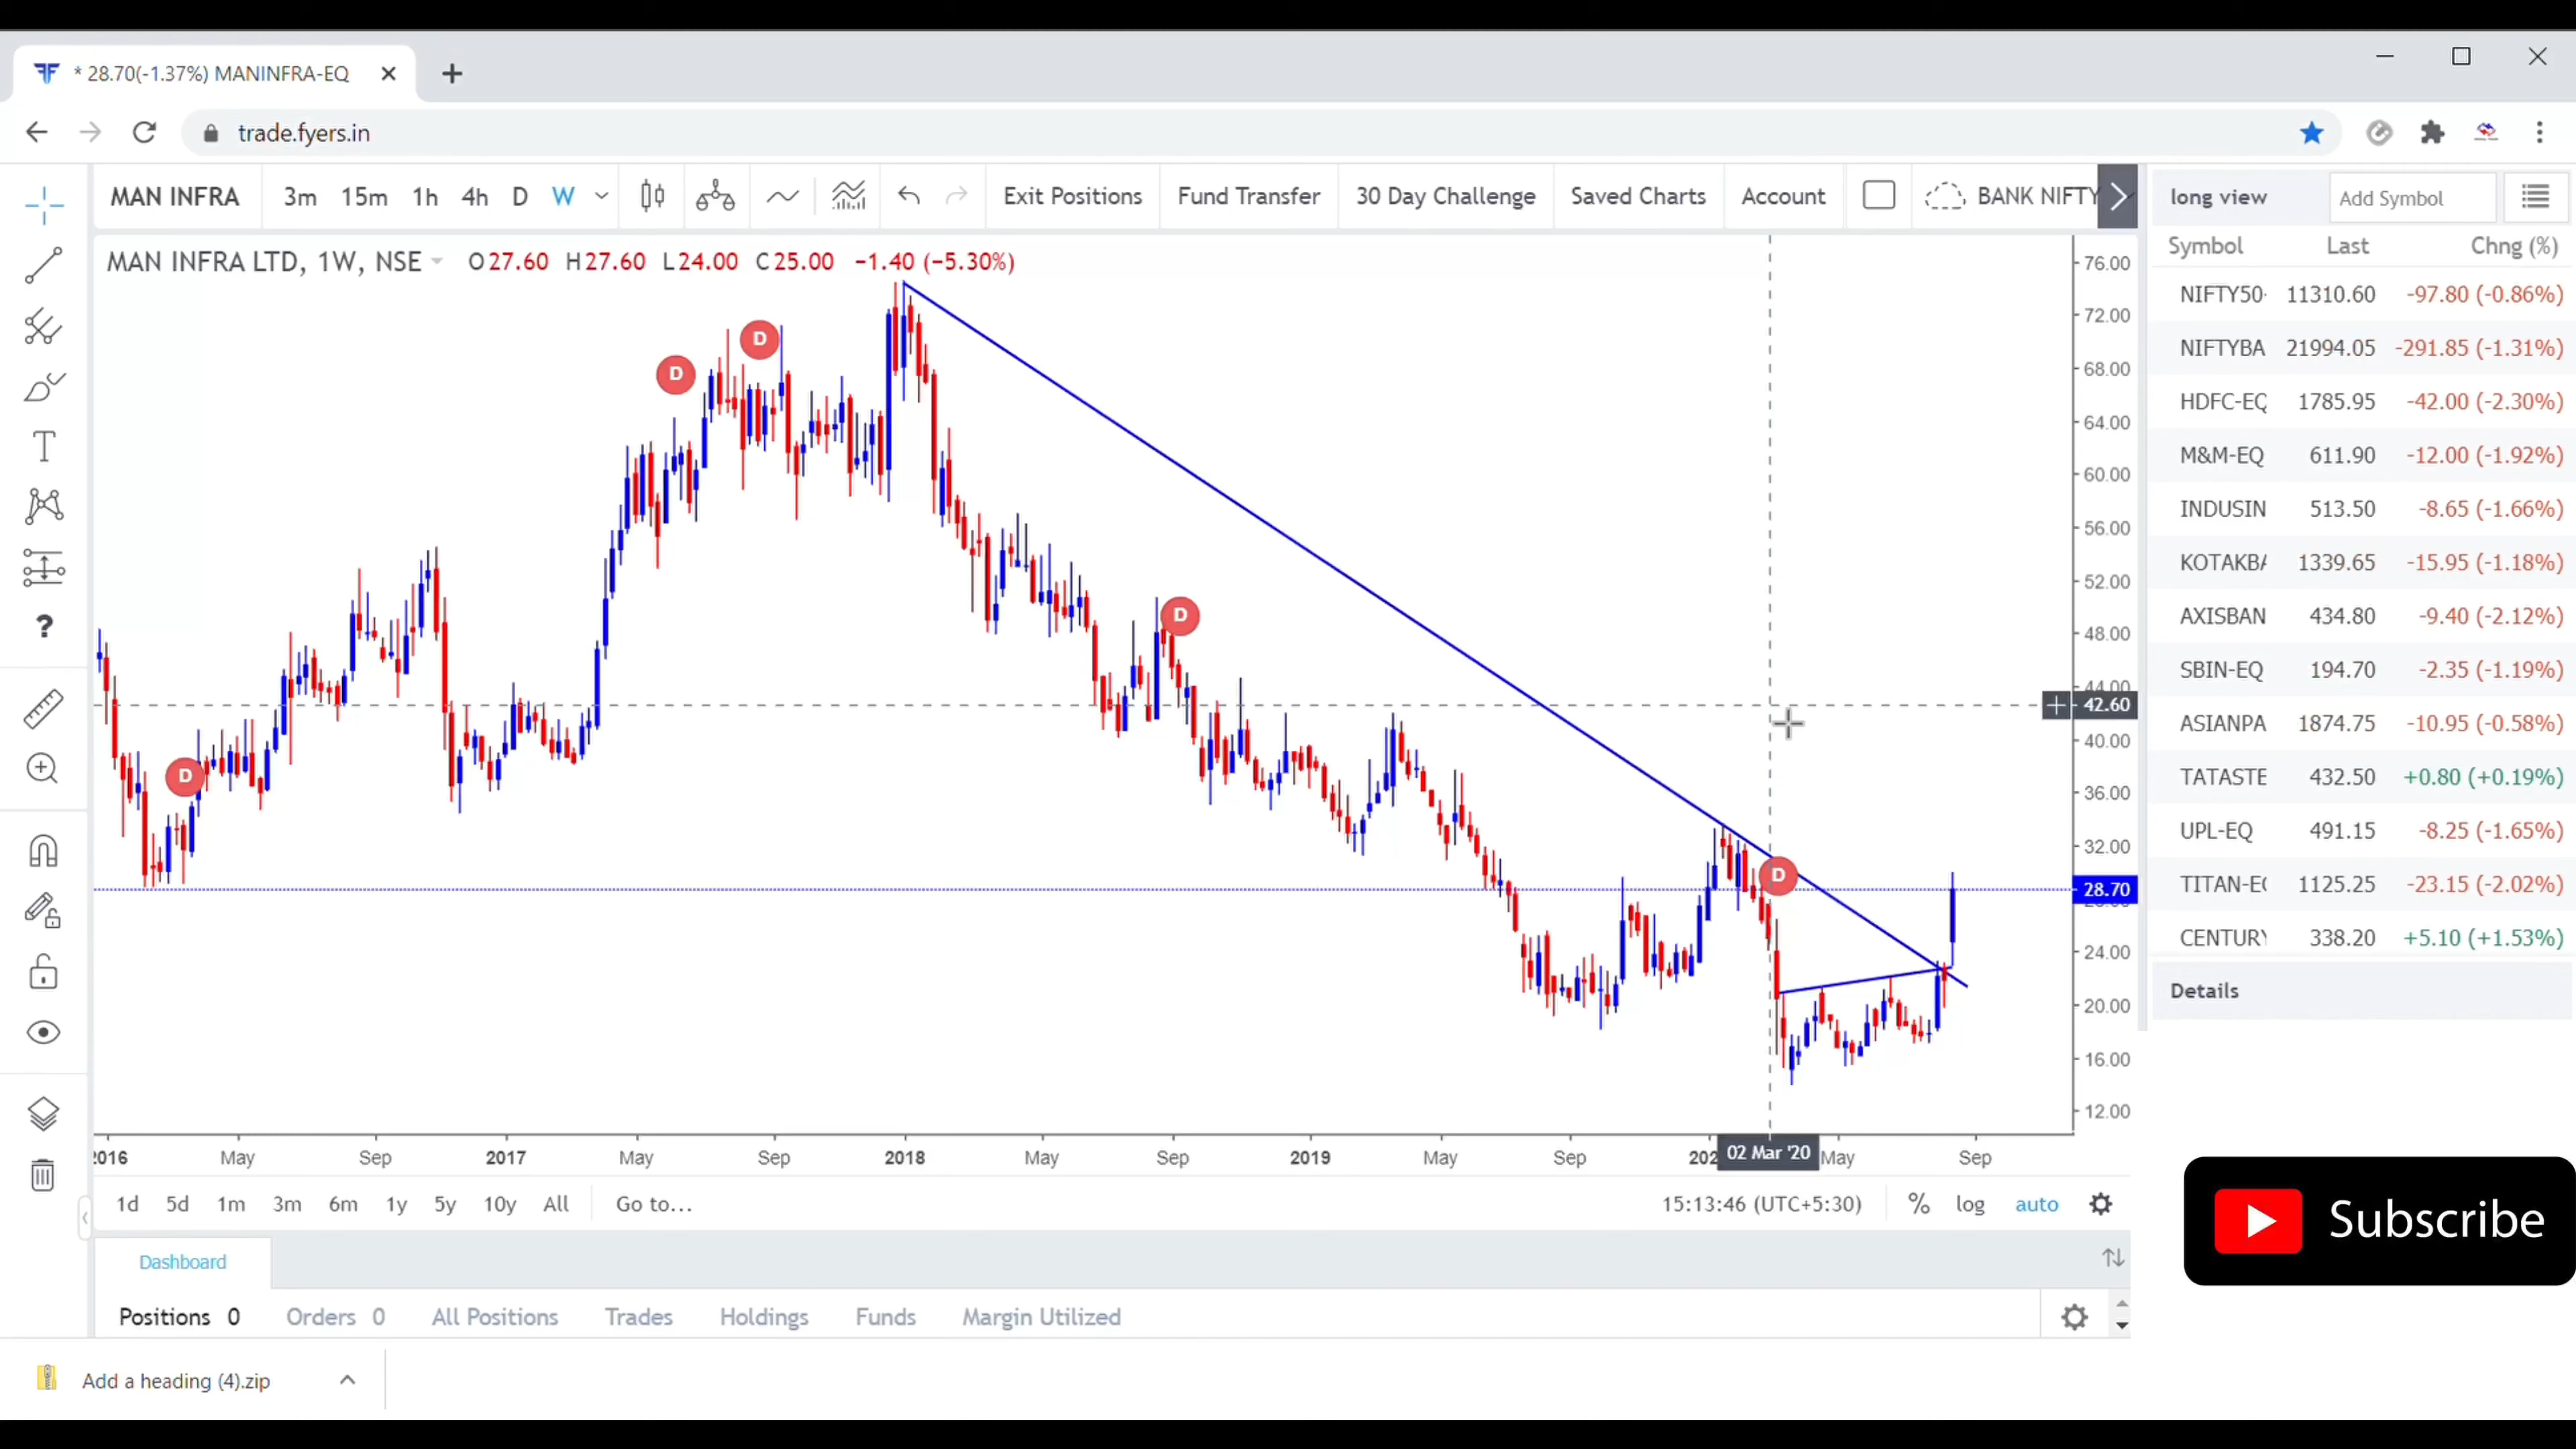 * 28.70(-1.37%) MANINFRA-EQ
trade.fyers.in
MAN INFRA 3m 15m 1h 4h D W Exit Positions Fund Transfer 30 Day Challenge Saved Charts Account BANK NIFTY
long view Add Symbol
MAN INFRA LTD, 1W, NSE O27.60 H27.60 L24.00 C25.00 -1.40 (-5.30%)
Symbol Last Chng (%)
NIFTY50- 11310.60 -97.80 (-0.86%)
NIFTYBA 21994.05 -291.85 (-1.31%)
HDFC-EQ 1785.95 -42.00 (-2.30%)
M&M-EQ 611.90 -12.00 (-1.92%)
INDUSIN 513.50 -8.65 (-1.66%)
KOTAKBA 1339.65 -15.95 (-1.18%)
AXISBAN 434.80 -9.40 (-2.12%)
SBIN-EQ 194.70 -2.35 (-1.19%)
ASIANPA 1874.75 -10.95 (-0.58%)
TATASTE 432.50 +0.80 (+0.19%)
UPL-EQ 491.15 -8.25 (-1.65%)
TITAN-E 1125.25 -23.15 (-2.02%)
CENTURY 338.20 +5.10 (+1.53%)
Details
76.00
72.00
68.00
64.00
60.00
56.00
52.00
48.00
44.00
42.60
40.00
36.00
32.00
28.70
24.00
20.00
16.00
12.00
D
D
D
D
D
2016 May Sep 2017 May Sep 2018 May Sep 2019 May Sep 202 02 Mar '20 May Sep
1d 5d 1m 3m 6m 1y 5y 10y All Go to... 15:13:46 (UTC+5:30) % log auto
Subscribe
Dashboard
Positions 0 Orders 0 All Positions Trades Holdings Funds Margin Utilized
Add a heading (4).zip